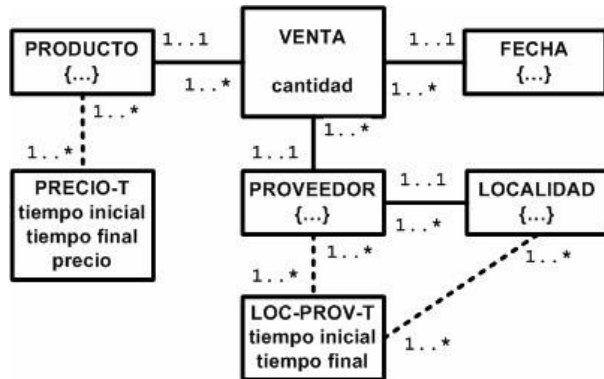 PRODUCTO
{...}
1..1
1..*
VENTA
cantidad
1..1
1..*
FECHA
{...}
1..*
1..*
1..*
1..1
PRECIO-T
tiempo inicial
tiempo final
precio
PROVEEDOR
{...}
1..1
1..*
LOCALIDAD
{...}
1..*
1..*
1..*
LOC-PROV-T
tiempo inicial
tiempo final
1..*